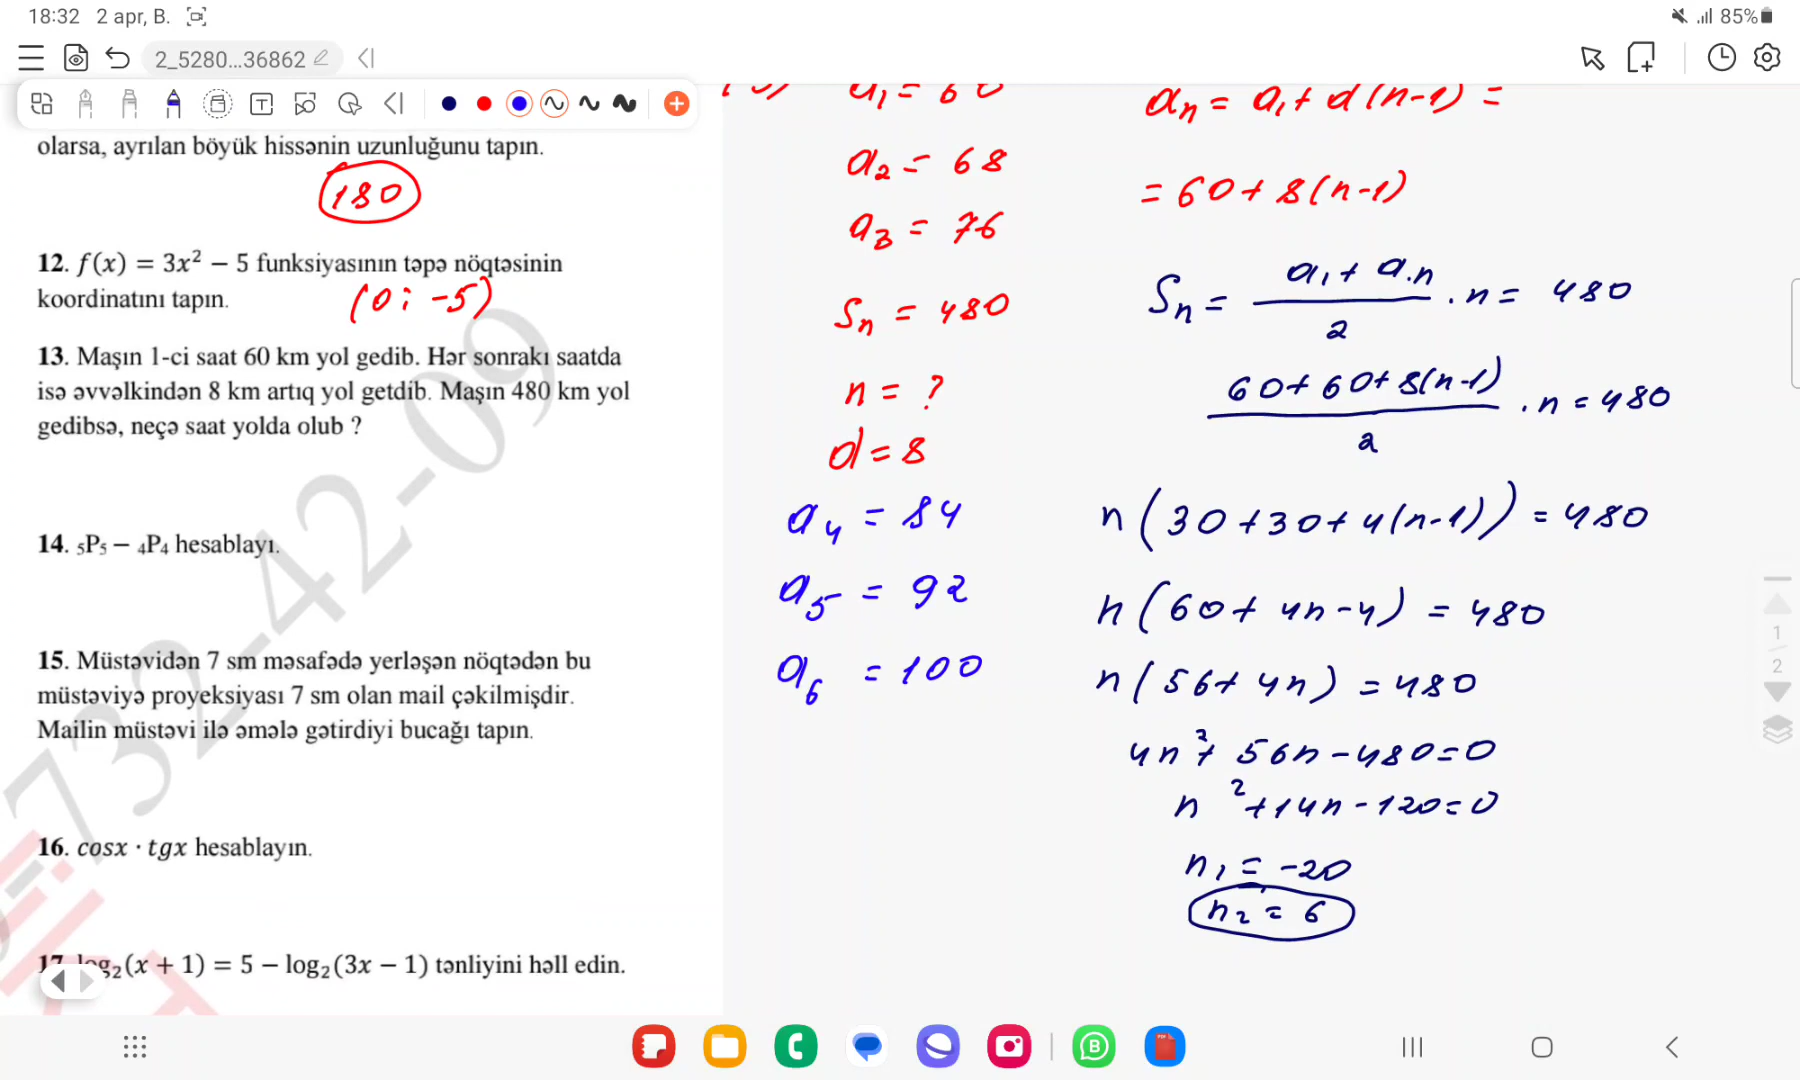 18:32 2 apr, B. 85%
2_5280...36862
olarsa, ayrılan böyük hissənin uzunluğunu tapın.
180
12. f(x) = 3x² − 5 funksiyasının təpə nöqtəsinin
koordinatını tapın. (0; -5)
13. Maşın 1-ci saat 60 km yol gedib. Hər sonrakı saatda
isə əvvəlkindən 8 km artıq yol getdib. Maşın 480 km yol
gedibsə, neçə saat yolda olub ?
14. ₅P₅ − ₄P₄ hesablayı.
15. Müstəvidən 7 sm məsafədə yerləşən nöqtədən bu
müstəviyə proyeksiyası 7 sm olan mail çəkilmişdir.
Mailin müstəvi ilə əmələ gətirdiyi bucağı tapın.
16. cosx · tgx hesablayın.
17. log₂(x + 1) = 5 − log₂(3x − 1) tənliyini həll edin.
732-42-09
a₁ = 60
a₂ = 68
a₃ = 76
Sₙ = 480
n = ?
d = 8
a₄ = 84
a₅ = 92
a₆ = 100
aₙ = a₁ + d(n-1) =
= 60 + 8(n-1)
Sₙ = (a₁ + a.n)/2 · n = 480
(60 + 60 + 8(n-1))/2 · n = 480
n(30 + 30 + 4(n-1)) = 480
n(60 + 4n - 4) = 480
n(56 + 4n) = 480
4n² + 56n - 480 = 0
n² + 14n - 120 = 0
n₁ = -20
n₂ = 6
1
2